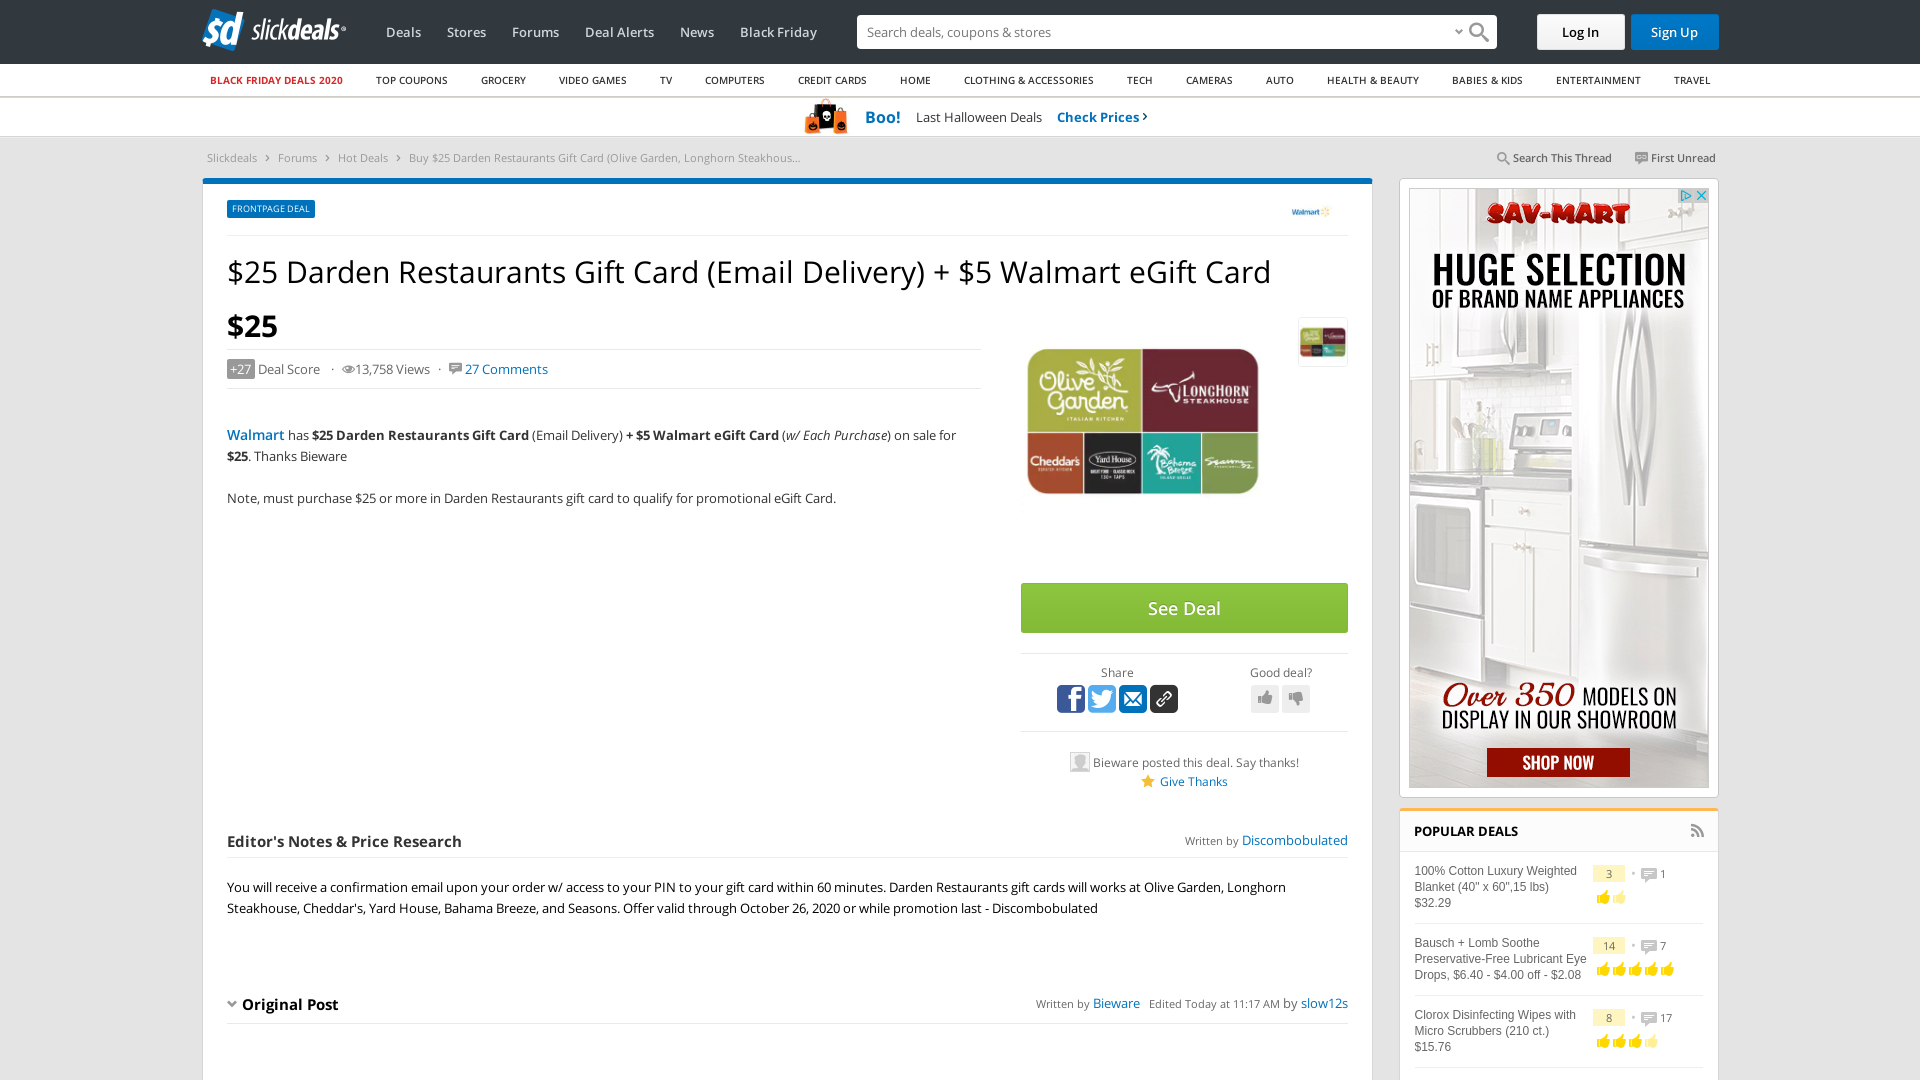 sd slickdeals
Deals Stores Forums Deal Alerts News Black Friday
Search deals, coupons & stores
Log In
Sign Up
BLACK FRIDAY DEALS 2020 TOP COUPONS GROCERY VIDEO GAMES TV COMPUTERS CREDIT CARDS HOME CLOTHING & ACCESSORIES TECH CAMERAS AUTO HEALTH & BEAUTY BABIES & KIDS ENTERTAINMENT TRAVEL
Boo! Last Halloween Deals Check Prices
Slickdeals Forums Hot Deals Buy $25 Darden Restaurants Gift Card (Olive Garden, Longhorn Steakhous...
Search This Thread First Unread
FRONTPAGE DEAL
Walmart
$25 Darden Restaurants Gift Card (Email Delivery) + $5 Walmart eGift Card
$25
+27 Deal Score · 13,758 Views · 27 Comments
Walmart has $25 Darden Restaurants Gift Card (Email Delivery) + $5 Walmart eGift Card (w/ Each Purchase) on sale for
$25. Thanks Bieware
Note, must purchase $25 or more in Darden Restaurants gift card to qualify for promotional eGift Card.
Olive
Garden
ITALIAN KITCHEN
LONGHORN
STEAKHOUSE
Cheddar's
SCRATCH KITCHEN
Yard House
Bahama
Breeze
ISLAND GRILLE
Seasons 52
See Deal
Share
Good deal?
Bieware posted this deal. Say thanks!
Give Thanks
Editor's Notes & Price Research
Written by Discombobulated
You will receive a confirmation email upon your order w/ access to your PIN to your gift card within 60 minutes. Darden Restaurants gift cards will works at Olive Garden, Longhorn
Steakhouse, Cheddar's, Yard House, Bahama Breeze, and Seasons. Offer valid through October 26, 2020 or while promotion last - Discombobulated
Original Post
Written by Bieware Edited Today at 11:17 AM by slow12s
SAV-MART
HUGE SELECTION
OF BRAND NAME APPLIANCES
Over 350 MODELS ON
DISPLAY IN OUR SHOWROOM
SHOP NOW
POPULAR DEALS
100% Cotton Luxury Weighted
Blanket (40" x 60",15 lbs)
$32.29
3 • 1
Bausch + Lomb Soothe
Preservative-Free Lubricant Eye
Drops, $6.40 - $4.00 off - $2.08
14 • 7
Clorox Disinfecting Wipes with
Micro Scrubbers (210 ct.)
$15.76
8 • 17